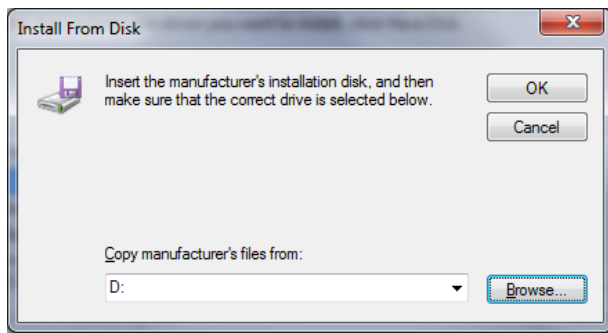 Install From Disk
Insert the manufacturer's installation disk, and then
make sure that the correct drive is selected below.
OK
Cancel
Copy manufacturer's files from:
D:
Browse...